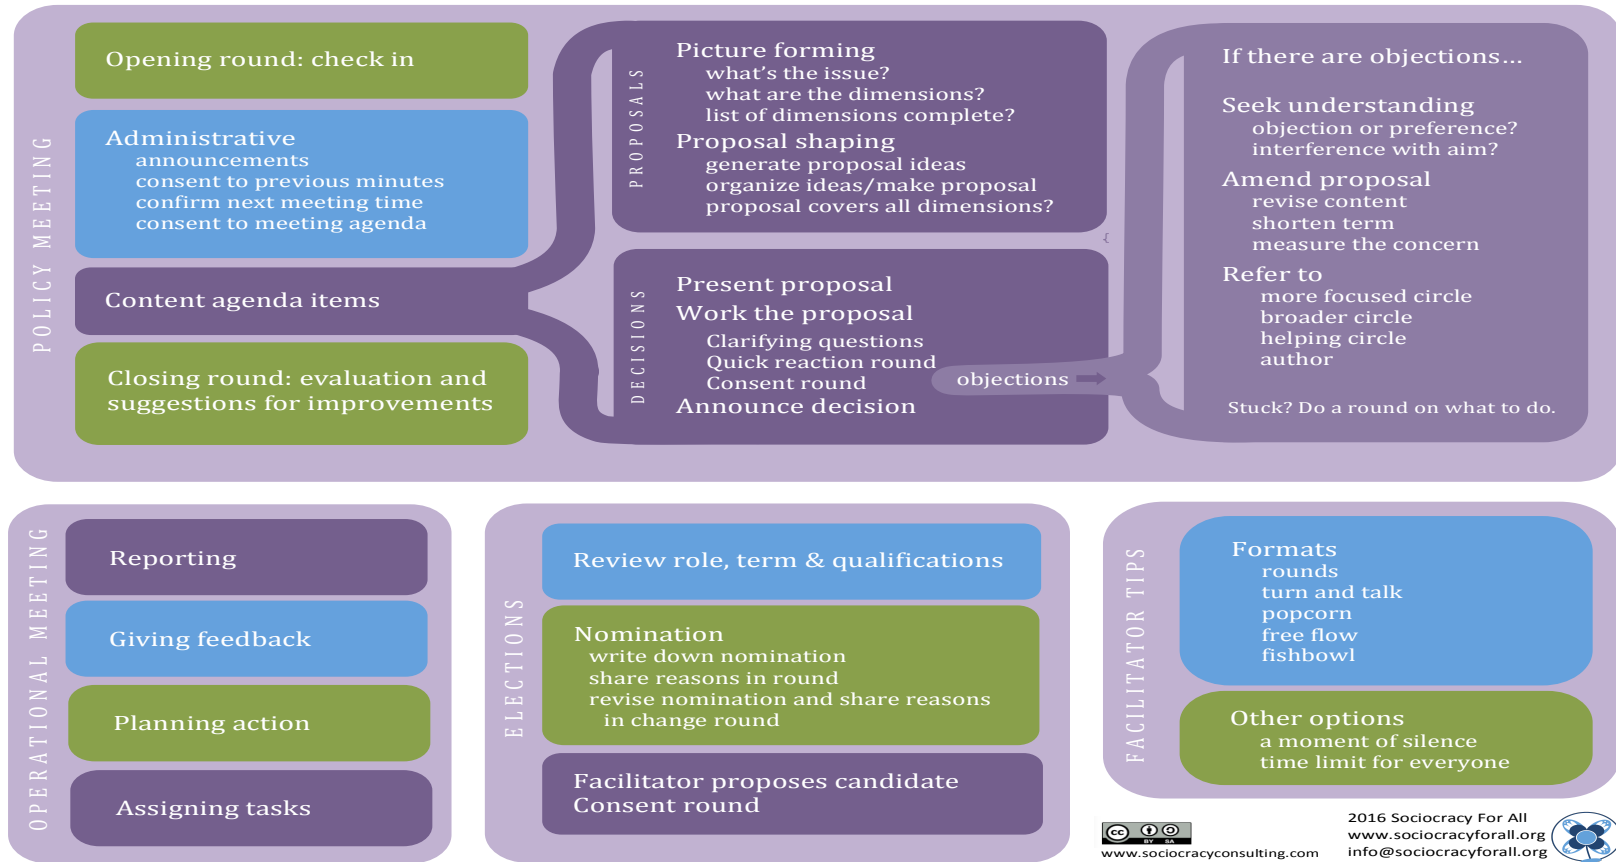 POLICY MEETING
Opening round: check in
Administrative
announcements
consent to previous minutes
confirm next meeting time
consent to meeting agenda
Content agenda items
Closing round: evaluation and
suggestions for improvements
PROPOSALS
Picture forming
what's the issue?
what are the dimensions?
list of dimensions complete?
Proposal shaping
generate proposal ideas
organize ideas/make proposal
proposal covers all dimensions?
{
DECISIONS
Present proposal
Work the proposal
Clarifying questions
Quick reaction round
Consent round
Announce decision
objections
If there are objections...
Seek understanding
objection or preference?
interference with aim?
Amend proposal
revise content
shorten term
measure the concern
Refer to
more focused circle
broader circle
helping circle
author
Stuck? Do a round on what to do.
OPERATIONAL MEETING
Reporting
Giving feedback
Planning action
Assigning tasks
ELECTIONS
Review role, term & qualifications
Nomination
write down nomination
share reasons in round
revise nomination and share reasons
in change round
Facilitator proposes candidate
Consent round
FACILITATOR TIPS
Formats
rounds
turn and talk
popcorn
free flow
fishbowl
Other options
a moment of silence
time limit for everyone
cc
BY SA
www.sociocracyconsulting.com
2016 Sociocracy For All
www.sociocracyforall.org
info@sociocracyforall.org